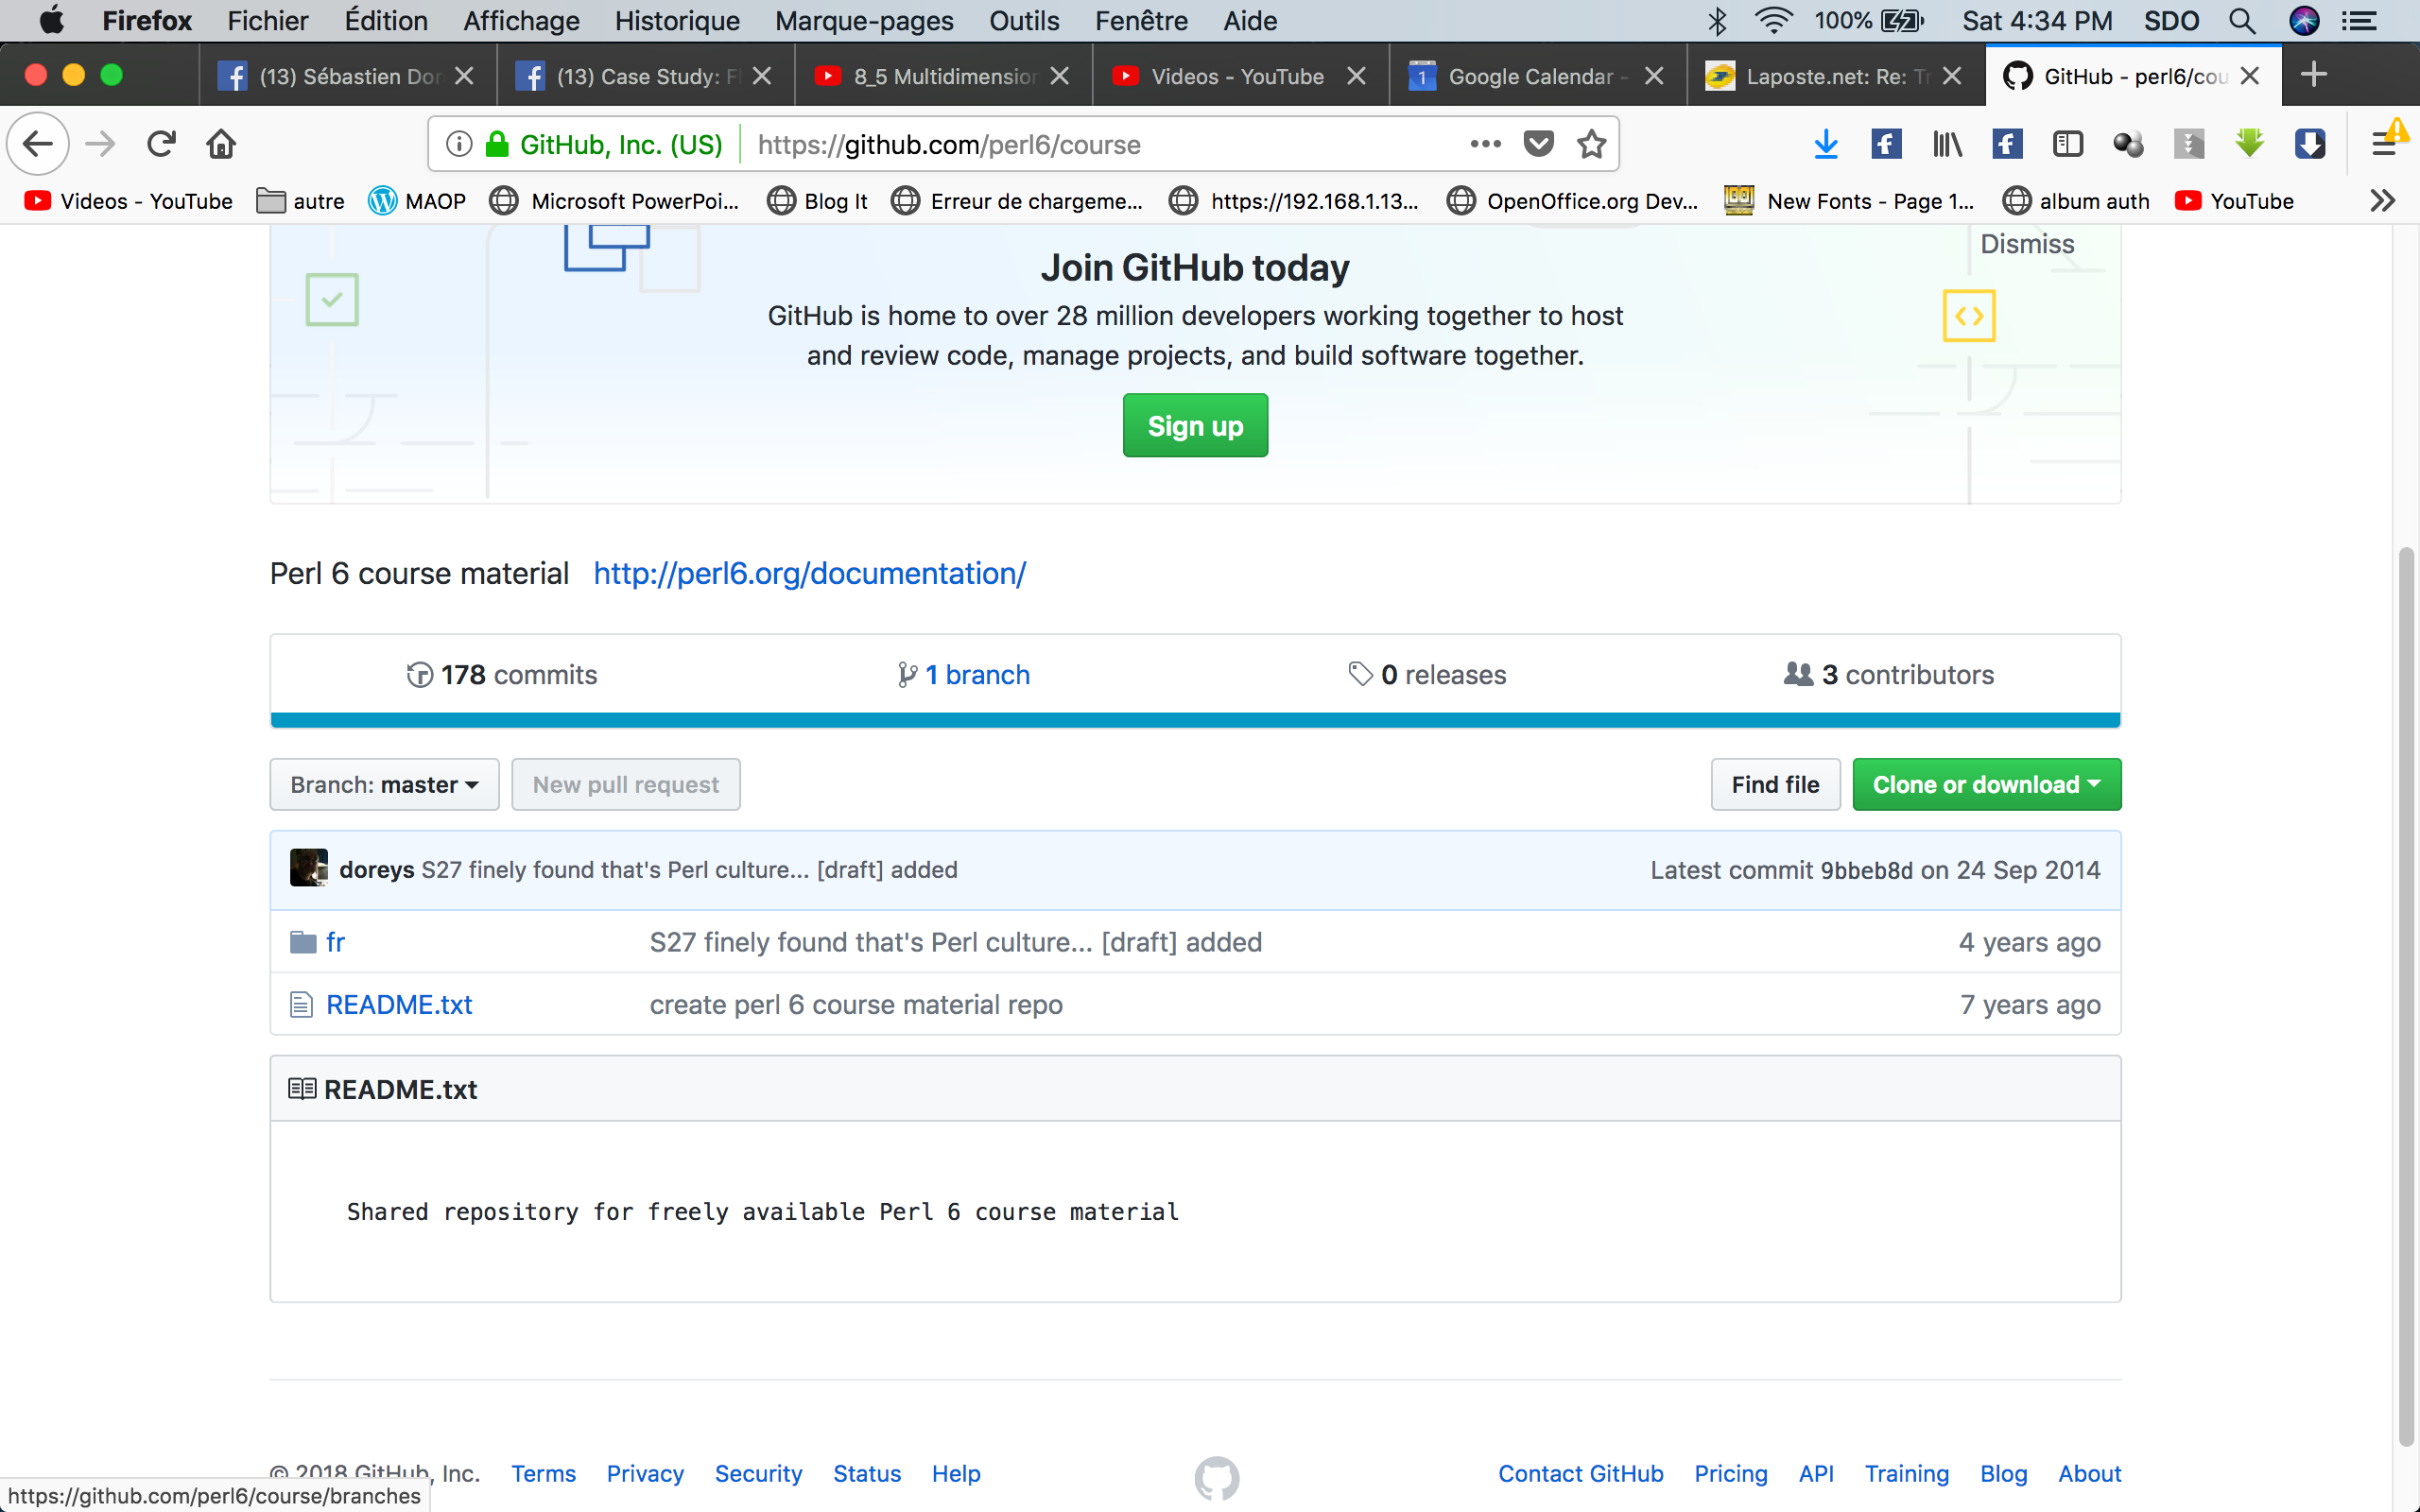 Firefox Fichier Édition Affichage Historique Marque-pages Outils Fenêtre Aide 100% Sat 4:34 PM SDO
(13) Sébastien Dor (13) Case Study: F 8_5 Multidimension Videos - YouTube Google Calendar - Laposte.net: Re: Tr GitHub - perl6/cou
GitHub, Inc. (US) https://github.com/perl6/course
Videos - YouTube autre MAOP Microsoft PowerPoi... Blog It Erreur de chargeme... https://192.168.1.13... OpenOffice.org Dev... New Fonts - Page 1... album auth YouTube
Dismiss
Join GitHub today
GitHub is home to over 28 million developers working together to host
and review code, manage projects, and build software together.
Sign up
Perl 6 course material http://perl6.org/documentation/
178 commits 1 branch 0 releases 3 contributors
Branch: master New pull request Find file Clone or download
doreys S27 finely found that's Perl culture... [draft] added Latest commit 9bbeb8d on 24 Sep 2014
fr S27 finely found that's Perl culture... [draft] added 4 years ago
README.txt create perl 6 course material repo 7 years ago
README.txt
Shared repository for freely available Perl 6 course material
© 2018 GitHub, Inc. Terms Privacy Security Status Help Contact GitHub Pricing API Training Blog About
https://github.com/perl6/course/branches